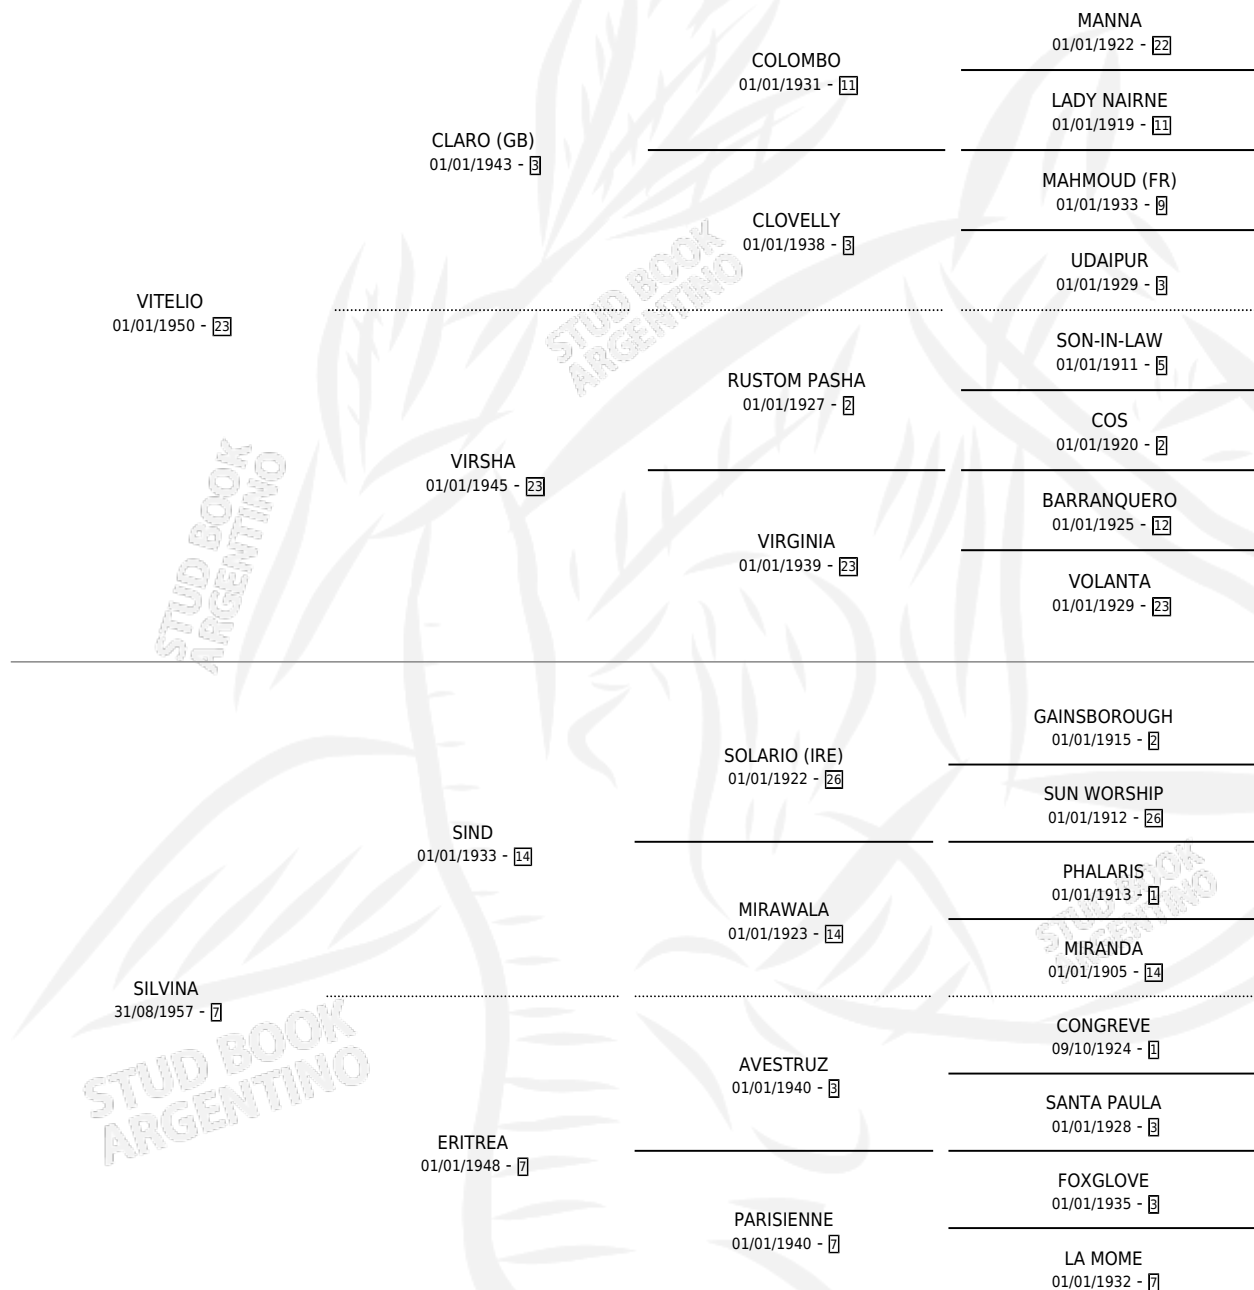 MANNA
01/01/1922 - 22
COLOMBO
01/01/1931 - 11
LADY NAIRNE
01/01/1919 - 11
CLARO (GB)
01/01/1943 - 3
MAHMOUD (FR)
01/01/1933 - 9
CLOVELLY
01/01/1938 - 3
UDAIPUR
01/01/1929 - 3
VITELIO
01/01/1950 - 23
STUD BOOK
ARGENTINO
SON-IN-LAW
01/01/1911 - 5
RUSTOM PASHA
01/01/1927 - 2
COS
01/01/1920 - 2
VIRSHA
01/01/1945 - 23
BARRANQUERO
01/01/1925 - 12
VIRGINIA
01/01/1939 - 23
VOLANTA
01/01/1929 - 23
STUD BOOK
ARGENTINO
GAINSBOROUGH
01/01/1915 - 2
SOLARIO (IRE)
01/01/1922 - 26
SUN WORSHIP
01/01/1912 - 26
SIND
01/01/1933 - 14
PHALARIS
01/01/1913 - 1
MIRAWALA
01/01/1923 - 14
STUD BOOK
ARGENTINO
MIRANDA
01/01/1905 - 14
SILVINA
31/08/1957 - 7
STUD BOOK
ARGENTINO
CONGREVE
09/10/1924 - 1
AVESTRUZ
01/01/1940 - 3
SANTA PAULA
01/01/1928 - 3
ERITREA
01/01/1948 - 7
FOXGLOVE
01/01/1935 - 3
PARISIENNE
01/01/1940 - 7
LA MOME
01/01/1932 - 7